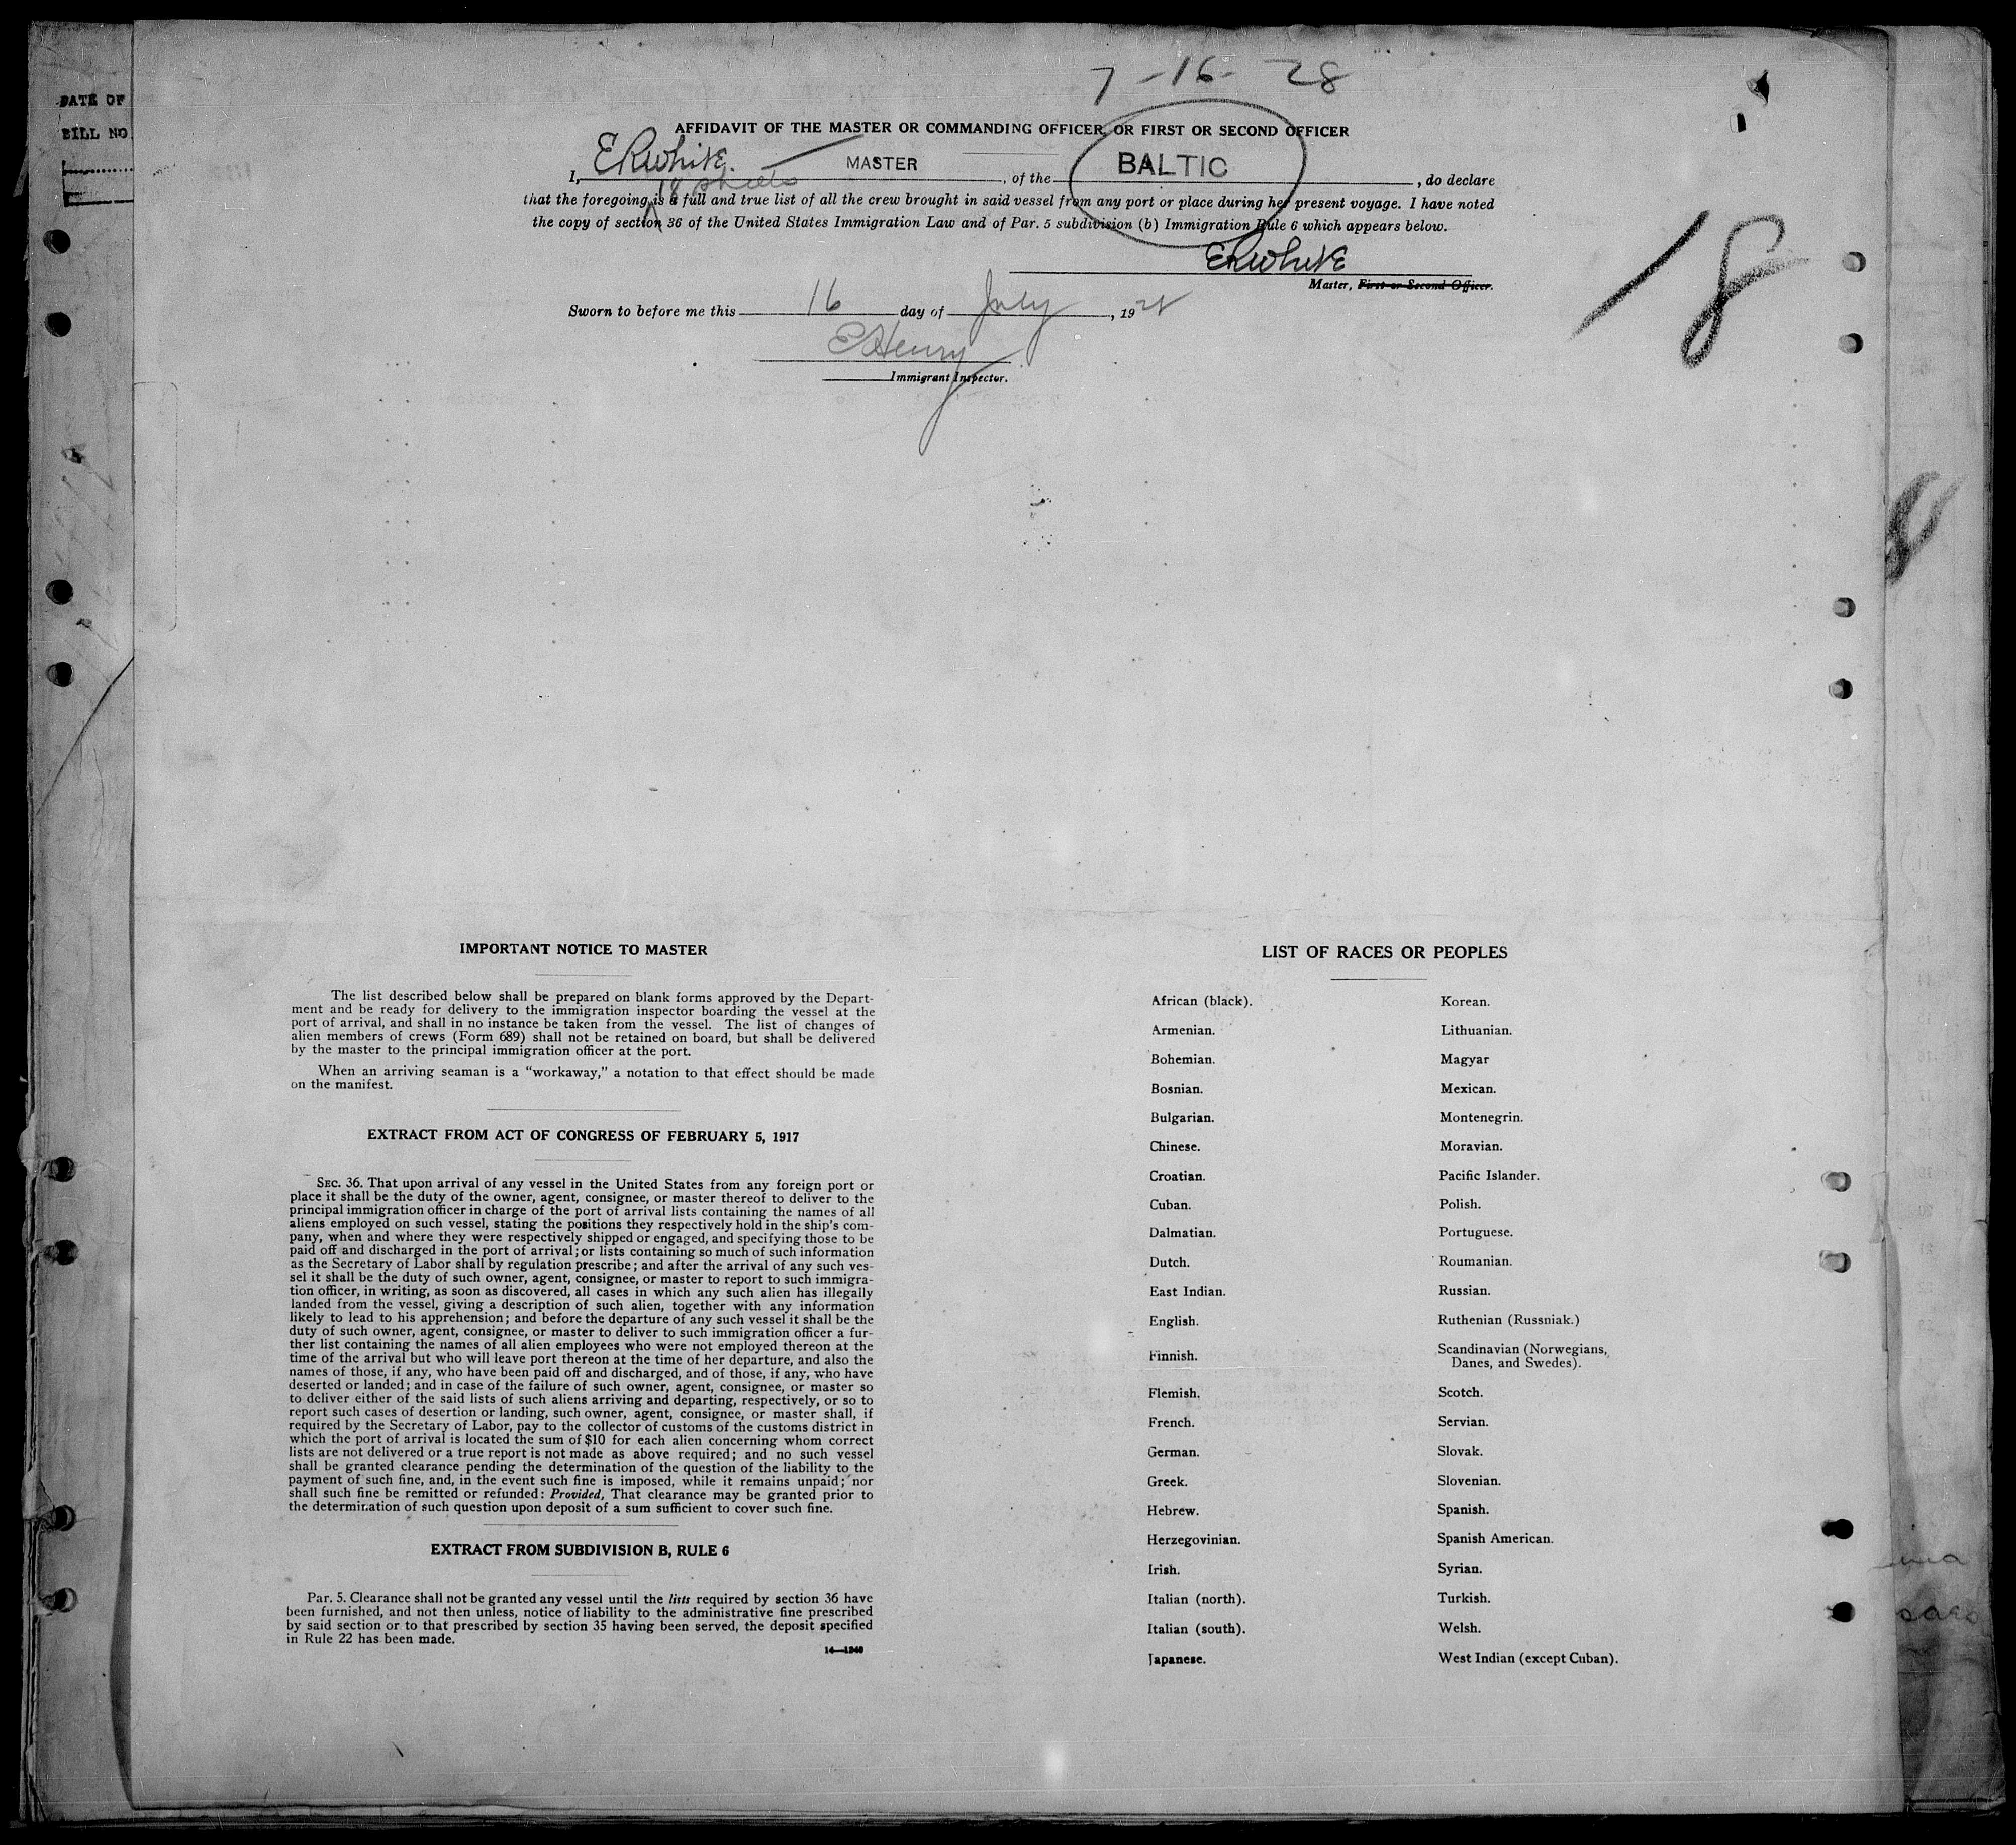 7-16-28
DATE OF
BILL NO.
AFFIDAVIT OF THE MASTER OR COMMANDING OFFICER, OR FIRST OR SECOND OFFICER
I, ERWhite. MASTER, of the BALTIC, do declare
18 sheets
that the foregoing is a full and true list of all the crew brought in said vessel from any port or place during her present voyage. I have noted
the copy of section 36 of the United States Immigration Law and of Par. 5 subdivision (b) Immigration Rule 6 which appears below.
ERWhite
Master, First or Second Officer.
18
Sworn to before me this 16 day of July, 1928
E Henry
Immigrant Inspector.
8
IMPORTANT NOTICE TO MASTER
The list described below shall be prepared on blank forms approved by the Depart-
ment and be ready for delivery to the immigration inspector boarding the vessel at the
port of arrival, and shall in no instance be taken from the vessel. The list of changes of
alien members of crews (Form 689) shall not be retained on board, but shall be delivered
by the master to the principal immigration officer at the port.
When an arriving seaman is a "workaway," a notation to that effect should be made
on the manifest.
EXTRACT FROM ACT OF CONGRESS OF FEBRUARY 5, 1917
SEC. 36. That upon arrival of any vessel in the United States from any foreign port or
place it shall be the duty of the owner, agent, consignee, or master thereof to deliver to the
principal immigration officer in charge of the port of arrival lists containing the names of all
aliens employed on such vessel, stating the positions they respectively hold in the ship's com-
pany, when and where they were respectively shipped or engaged, and specifying those to be
paid off and discharged in the port of arrival; or lists containing so much of such information
as the Secretary of Labor shall by regulation prescribe; and after the arrival of any such ves-
sel it shall be the duty of such owner, agent, consignee, or master to report to such immigra-
tion officer, in writing, as soon as discovered, all cases in which any such alien has illegally
landed from the vessel, giving a description of such alien, together with any information
likely to lead to his apprehension; and before the departure of any such vessel it shall be the
duty of such owner, agent, consignee, or master to deliver to such immigration officer a fur-
ther list containing the names of all alien employees who were not employed thereon at the
time of the arrival but who will leave port thereon at the time of her departure, and also the
names of those, if any, who have been paid off and discharged, and of those, if any, who have
deserted or landed; and in case of the failure of such owner, agent, consignee, or master so
to deliver either of the said lists of such aliens arriving and departing, respectively, or so to
report such cases of desertion or landing, such owner, agent, consignee, or master shall, if
required by the Secretary of Labor, pay to the collector of customs of the customs district in
which the port of arrival is located the sum of $10 for each alien concerning whom correct
lists are not delivered or a true report is not made as above required; and no such vessel
shall be granted clearance pending the determination of the question of the liability to the
payment of such fine, and, in the event such fine is imposed, while it remains unpaid; nor
shall such fine be remitted or refunded: Provided, That clearance may be granted prior to
the determination of such question upon deposit of a sum sufficient to cover such fine.
EXTRACT FROM SUBDIVISION B, RULE 6
Par. 5. Clearance shall not be granted any vessel until the lists required by section 36 have
been furnished, and not then unless, notice of liability to the administrative fine prescribed
by said section or to that prescribed by section 35 having been served, the deposit specified
in Rule 22 has been made.
14—1240
LIST OF RACES OR PEOPLES
African (black).
Armenian.
Bohemian.
Bosnian.
Bulgarian.
Chinese.
Croatian.
Cuban.
Dalmatian.
Dutch.
East Indian.
English.
Finnish.
Flemish.
French.
German.
Greek.
Hebrew.
Herzegovinian.
Irish.
Italian (north).
Italian (south).
Japanese.
Korean.
Lithuanian.
Magyar
Mexican.
Montenegrin.
Moravian.
Pacific Islander.
Polish.
Portuguese.
Roumanian.
Russian.
Ruthenian (Russniak.)
Scandinavian (Norwegians,
Danes, and Swedes).
Scotch.
Servian.
Slovak.
Slovenian.
Spanish.
Spanish American.
Syrian.
Turkish.
Welsh.
West Indian (except Cuban).